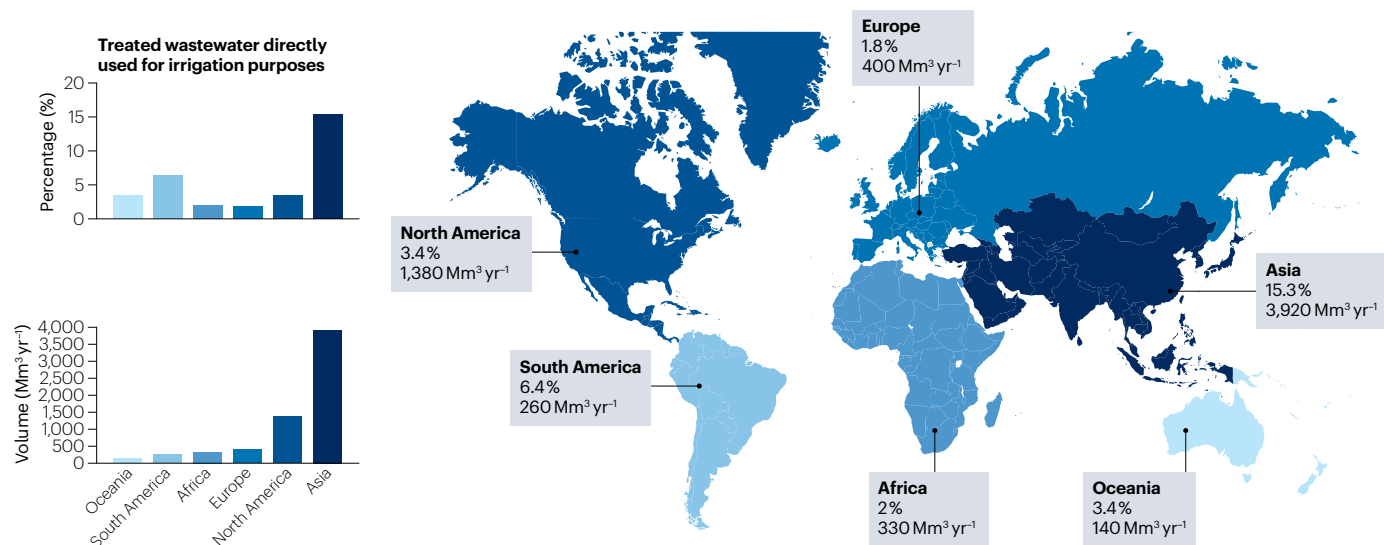 Treated wastewater directly
used for irrigation purposes
Percentage (%)
20
15
10
5
0
Volume (Mm³ yr⁻¹)
4,000
3,500
3,000
2,500
2,000
1,500
1,000
500
0
Oceania
South America
Africa
Europe
North America
Asia
Europe
1.8%
400 Mm³ yr⁻¹
North America
3.4%
1,380 Mm³ yr⁻¹
Asia
15.3%
3,920 Mm³ yr⁻¹
South America
6.4%
260 Mm³ yr⁻¹
Africa
2%
330 Mm³ yr⁻¹
Oceania
3.4%
140 Mm³ yr⁻¹